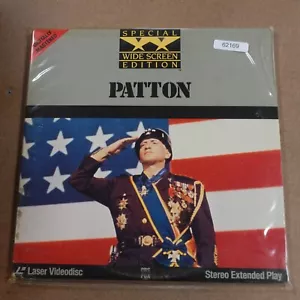 SPECIAL
WIDE SCREEN
EDITION
62169
PATTON
Laser Videodisc
Stereo Extended Play